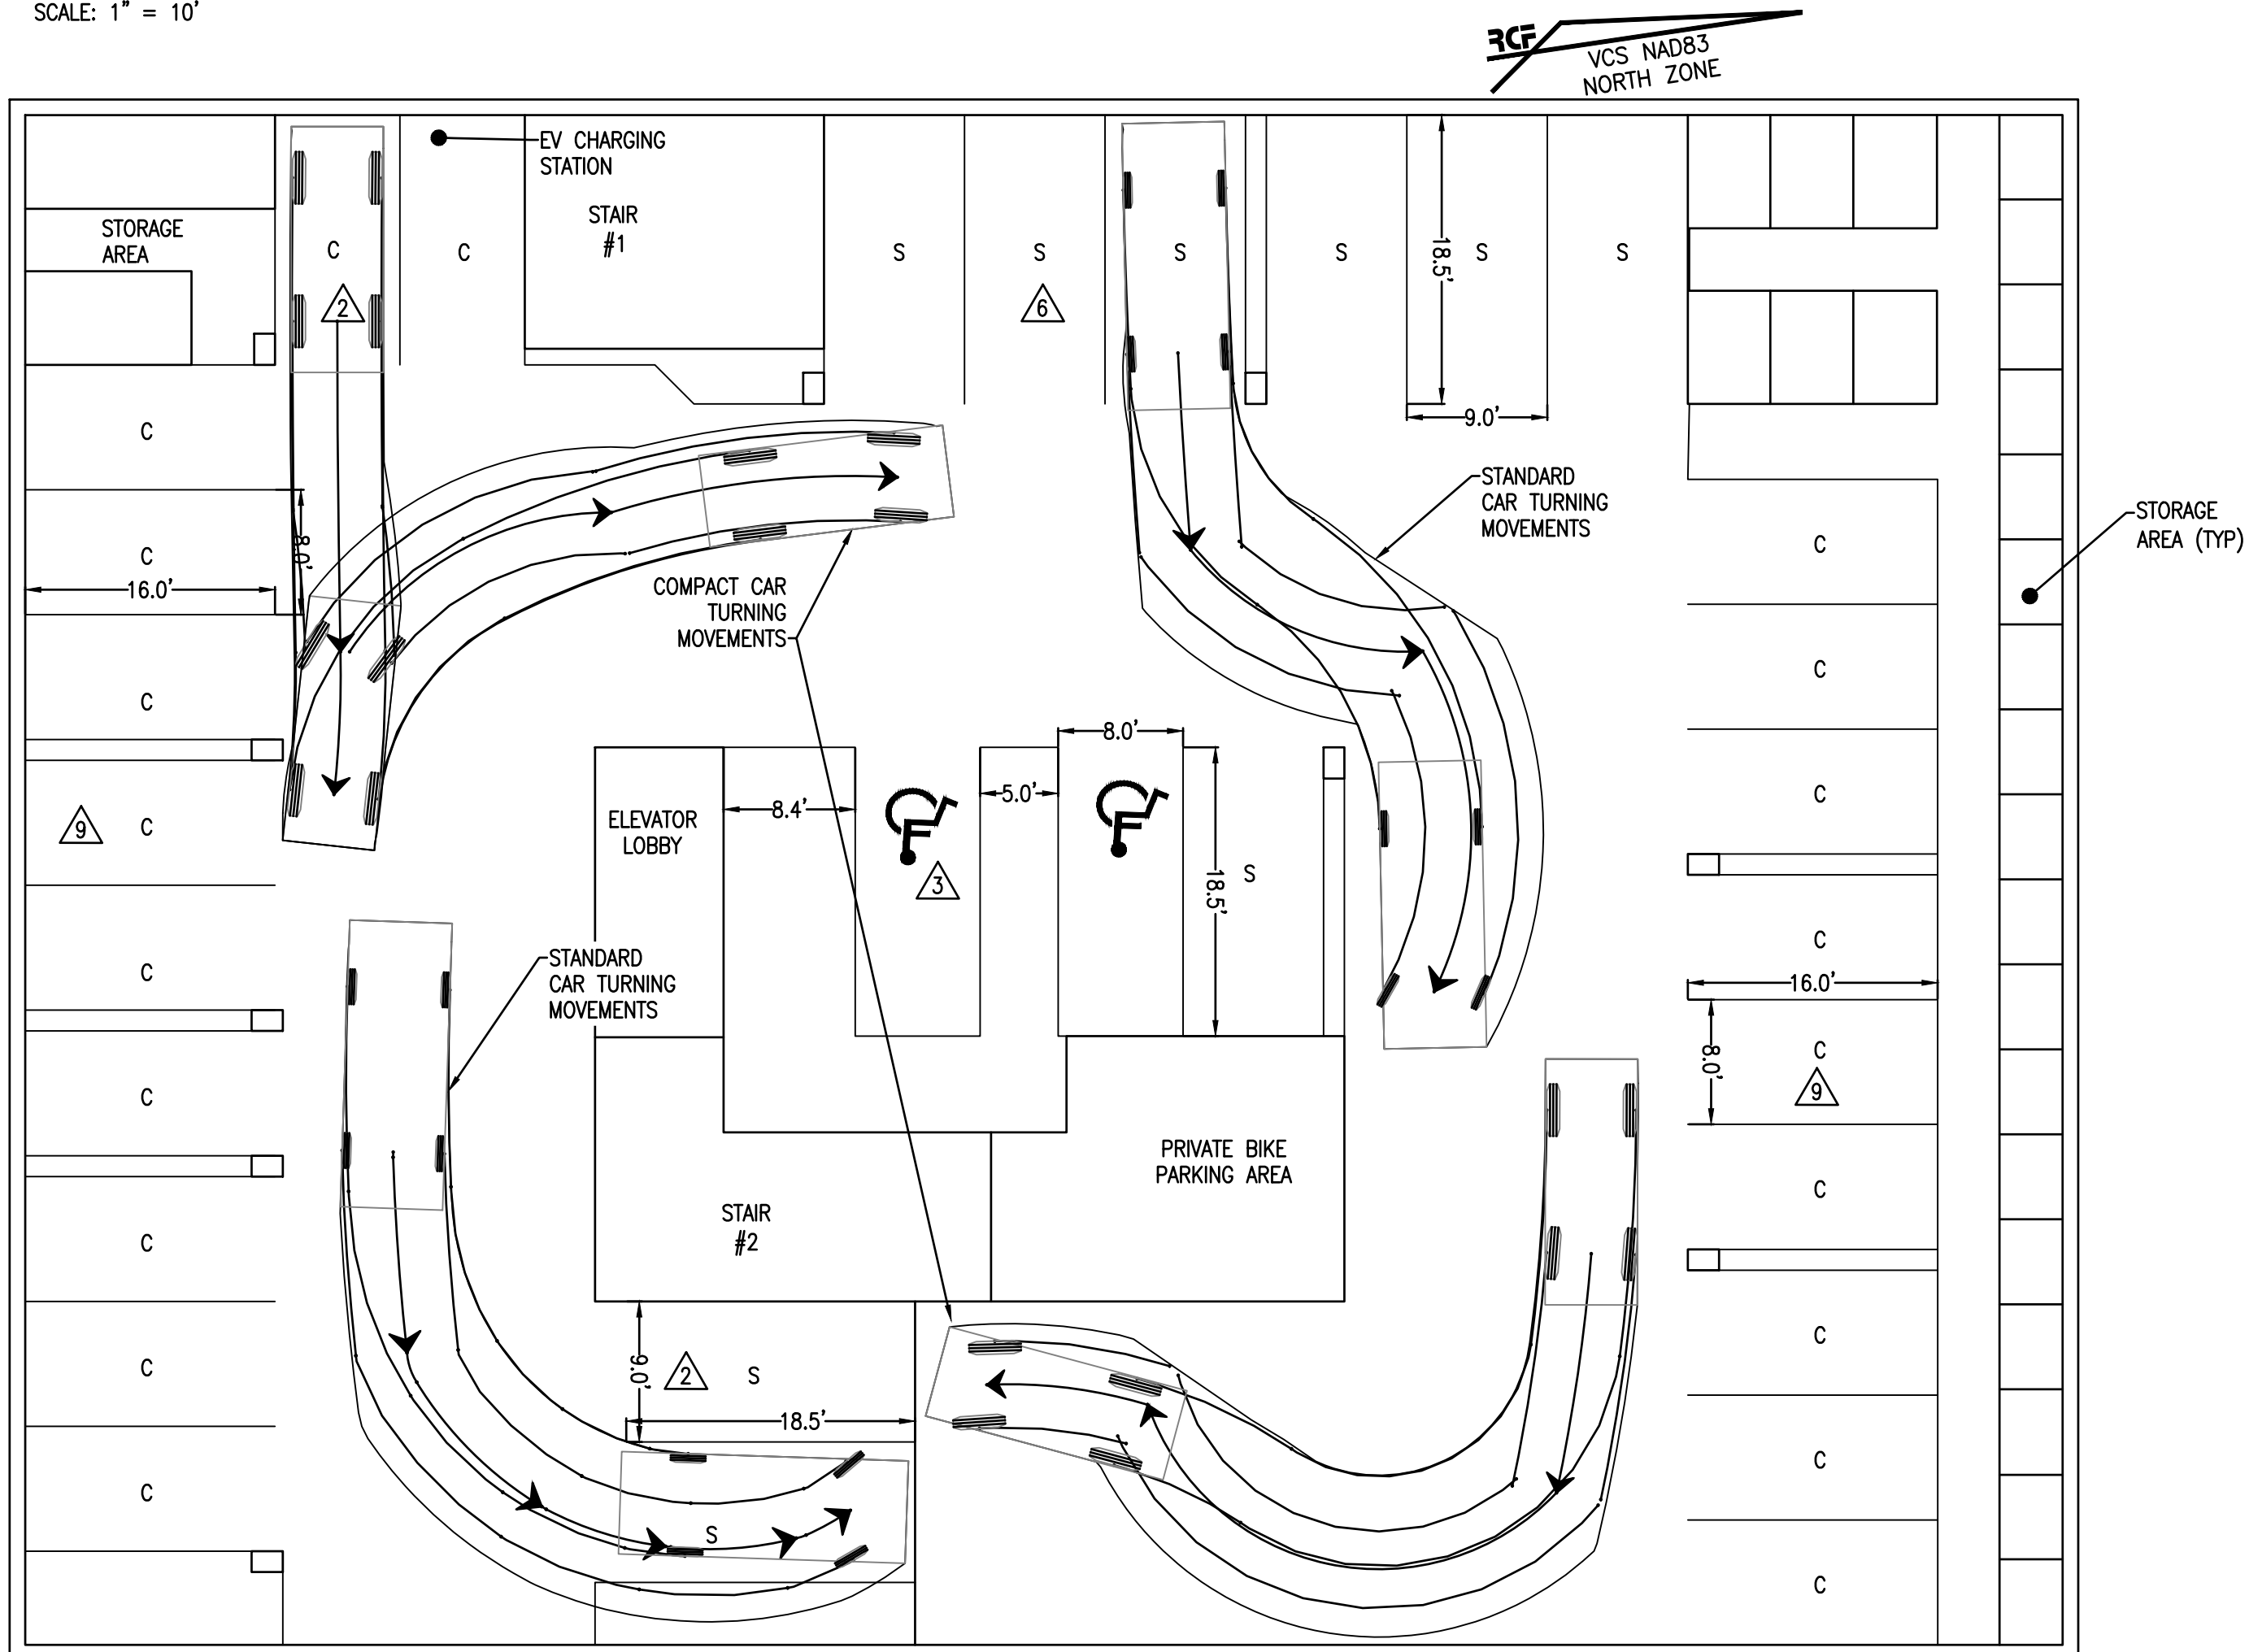 SCALE: 1" = 10'
RCF
VCS NAD83
NORTH ZONE
EV CHARGING
STATION
STAIR
#1
STORAGE
AREA
C
C
S
S
S
S
S
S
2
6
18.5'
9.0'
C
STANDARD
CAR TURNING
MOVEMENTS
STORAGE
AREA (TYP)
C
8.0'
16.0'
COMPACT CAR
TURNING
MOVEMENTS
C
C
C
8.0'
C
8.4'
5.0'
ELEVATOR
LOBBY
9
C
3
18.5'
S
C
16.0'
C
STANDARD
CAR TURNING
MOVEMENTS
8.0'
C
9
C
PRIVATE BIKE
PARKING AREA
C
STAIR
#2
C
C
C
9.0'
2
S
18.5'
C
C
S
C